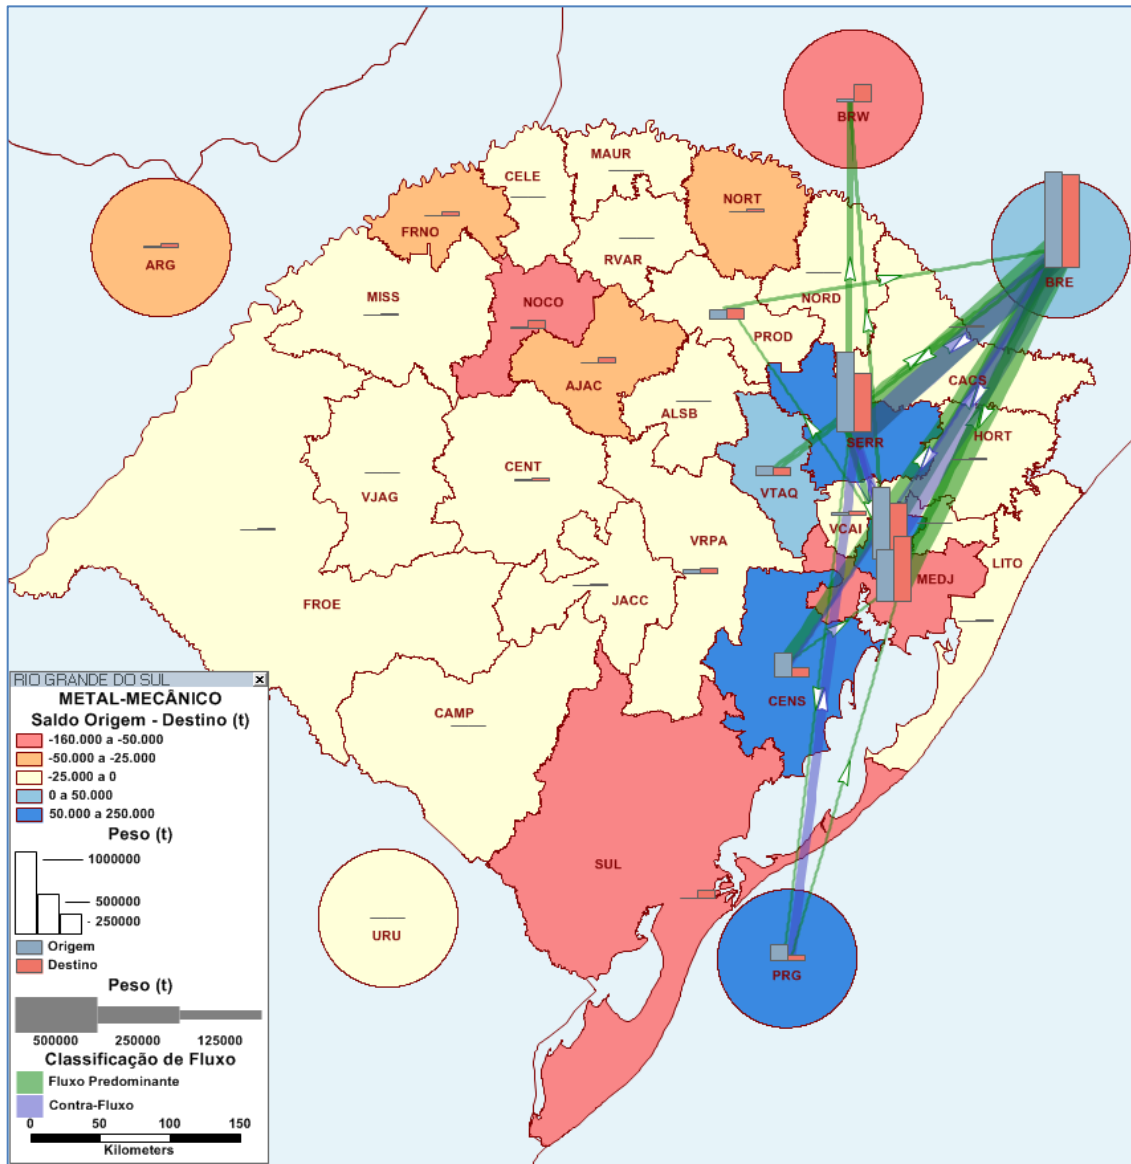 BRW
MAUR
CELE
NORT
FRNO
ARG
RVAR
BRE
MISS
NOCO
NORD
PROD
AJAC
CACS
ALSB
SERR
HORT
CENT
VTAQ
VJAG
VCAI
VRPA
LITO
MEDJ
FROE
JACC
CENS
CAMP
SUL
URU
PRG
RIO GRANDE DO SUL
METAL-MECÂNICO
Saldo Origem - Destino (t)
-160.000 a -50.000
-50.000 a -25.000
-25.000 a 0
0 a 50.000
50.000 a 250.000
Peso (t)
1000000
500000
250000
Origem
Destino
Peso (t)
500000 250000 125000
Classificação de Fluxo
Fluxo Predominante
Contra-Fluxo
0 50 100 150
Kilometers